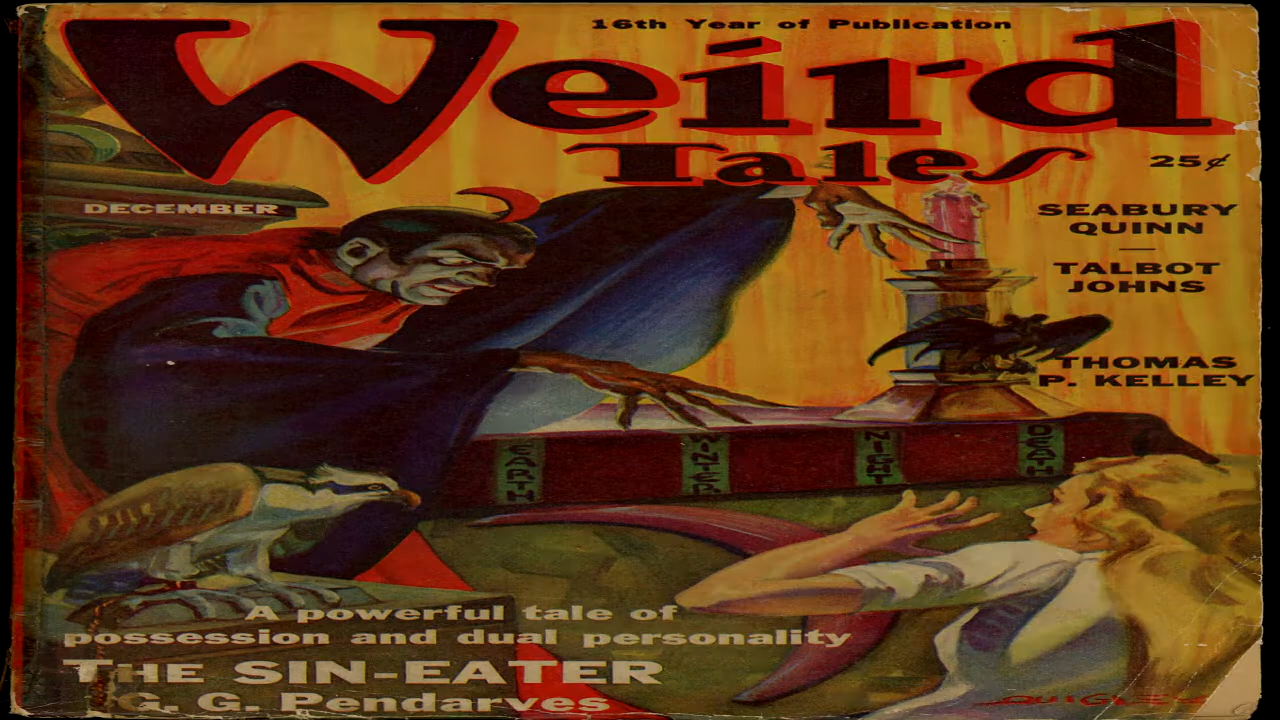 16th Year of Publication
Weird
Tales
25¢
DECEMBER
SEABURY
QUINN
TALBOT
JOHNS
THOMAS
P. KELLEY
EARTH
WINTER
NIGHT
DEATH
A powerful tale of
possession and dual personality
THE SIN-EATER
G. G. Pendarves
QUIGLEY